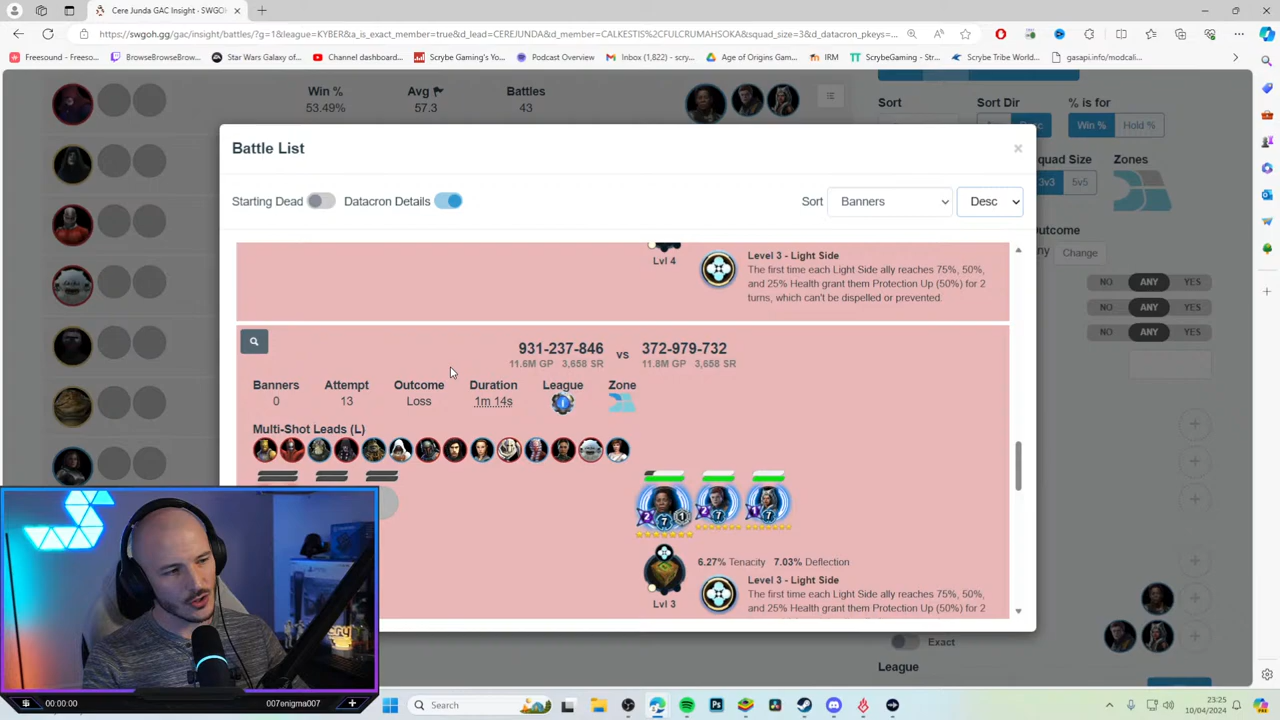 Cere Junda GAC Insight - SWGOH
https://swgoh.gg/gac/insight/battles/?g=1&league=KYBER&a_is_exact_member=true&d_lead=CEREJUNDA&d_member=CALKESTIS%2CFULCRUMAHSOKA&squad_size=3&d_datacron_pkeys=...
Freesound - Freeso... BrowseBrowseBrow... Star Wars Galaxy of... Channel dashboard... Scrybe Gaming's Yo... Podcast Overview Inbox (1,822) - scry... Age of Origins Gam... IRM ScrybeGaming - Str... Scrybe Tribe World... gasapi.info/modcali...
Win % Avg Battles
53.49% 57.3 43
Sort Sort Dir % is for
Win % Hold %
Squad Size Zones
3v3 5v5
Outcome
Change
NO ANY YES
NO ANY YES
NO ANY YES
Battle List
×
Starting Dead Datacron Details Sort Banners Desc
Lvl 4
Level 3 - Light Side
The first time each Light Side ally reaches 75%, 50%,
and 25% Health grant them Protection Up (50%) for 2
turns, which can't be dispelled or prevented.
931-237-846 vs 372-979-732
11.6M GP 3,658 SR 11.8M GP 3,658 SR
Banners Attempt Outcome Duration League Zone
0 13 Loss 1m 14s
Multi-Shot Leads (L)
2 7 1 2 7 1 7
6.27% Tenacity 7.03% Deflection
Level 3 - Light Side
Lvl 3
The first time each Light Side ally reaches 75%, 50%,
and 25% Health grant them Protection Up (50%) for 2
Exact
League
00:00:00 007enigma007
Search
23:25
10/04/2024